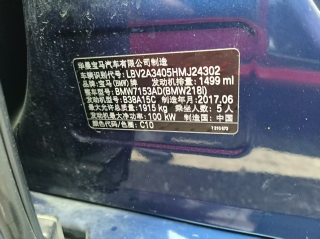 华晨宝马汽车有限公司制造
车辆识别代号: LBV2A3405HMJ24302
品牌: 宝马(BMW)牌 发动机排量: 1499 ml
型号: BMW7153AD(BMW218i)
发动机型号: B38A15C 制造年月: 2017.06
最大允许总质量: 1915 kg 乘坐人数: 5 人
发动机最大净功率: 100 kW 制造国: 中国
车身颜色代码/色调: C10